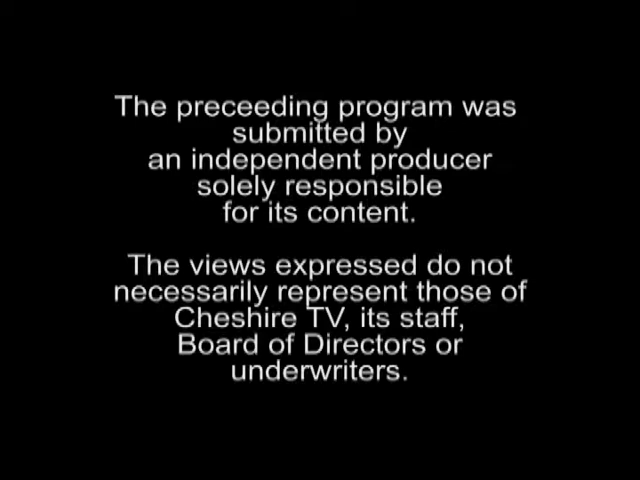 The preceeding program was
submitted by
an independent producer
solely responsible
for its content.
The views expressed do not
necessarily represent those of
Cheshire TV, its staff,
Board of Directors or
underwriters.